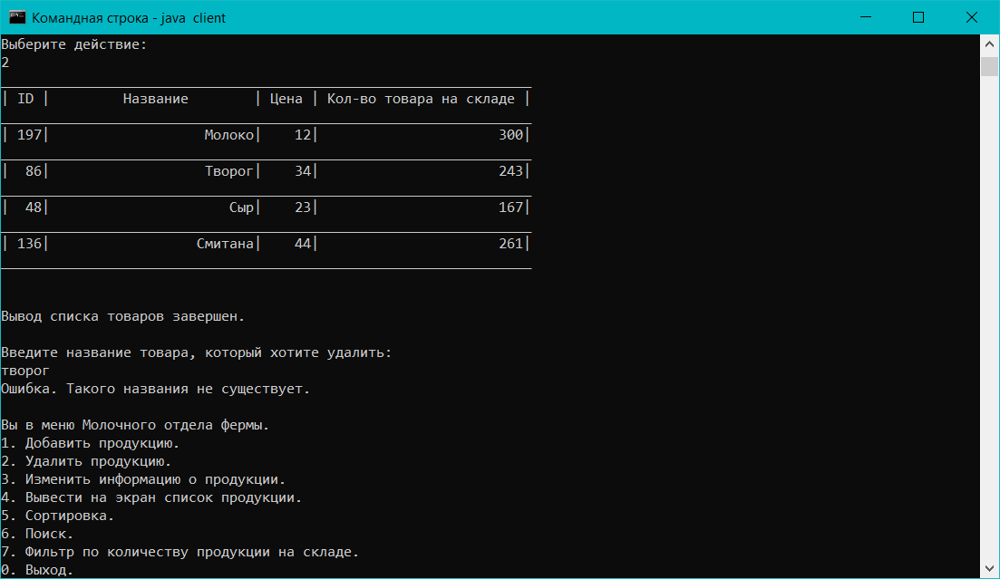 Командная строка - java client
Выберите действие:
2
| ID | Название | Цена | Кол-во товара на складе |
| 197| Молоко| 12| 300|
| 86| Творог| 34| 243|
| 48| Сыр| 23| 167|
| 136| Смитана| 44| 261|
Вывод списка товаров завершен.
Введите название товара, который хотите удалить:
творог
Ошибка. Такого названия не существует.
Вы в меню Молочного отдела фермы.
1. Добавить продукцию.
2. Удалить продукцию.
3. Изменить информацию о продукции.
4. Вывести на экран список продукции.
5. Сортировка.
6. Поиск.
7. Фильтр по количеству продукции на складе.
0. Выход.